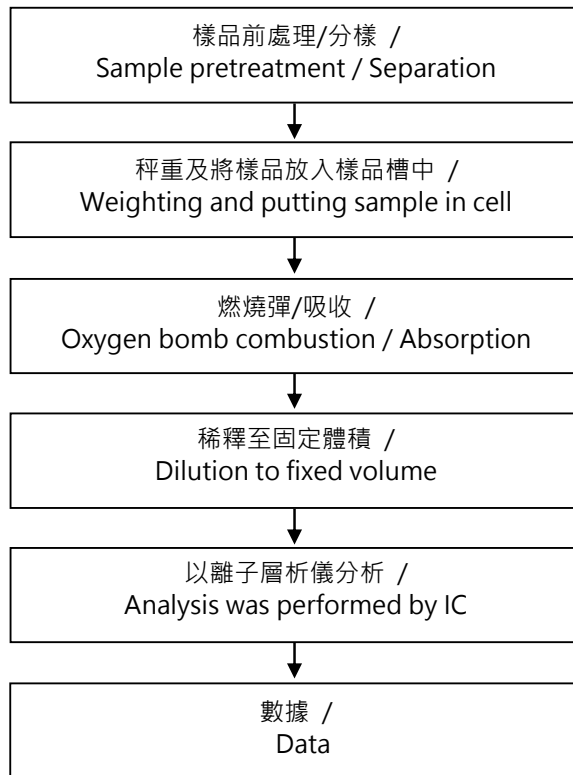 樣品前處理/分樣 /
Sample pretreatment / Separation
秤重及將樣品放入樣品槽中 /
Weighting and putting sample in cell
燃燒彈/吸收 /
Oxygen bomb combustion / Absorption
稀釋至固定體積 /
Dilution to fixed volume
以離子層析儀分析 /
Analysis was performed by IC
數據 /
Data